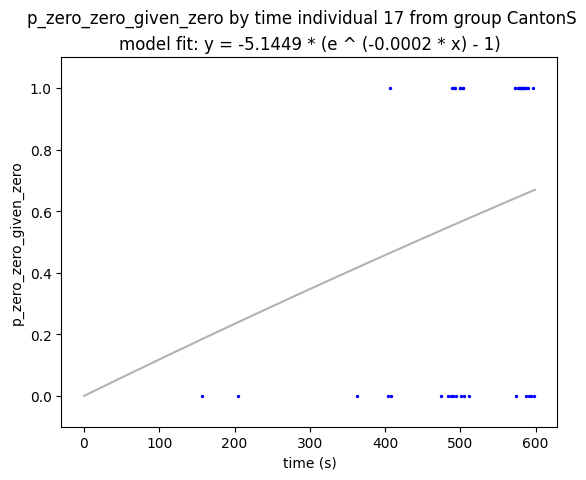 p_zero_zero_given_zero by time individual 17 from group CantonS
model fit: y = -5.1449 * (e ^ (-0.0002 * x) - 1)
1.0
0.8
0.6
0.4
0.2
0.0
p_zero_zero_given_zero
0 100 200 300 400 500 600
time (s)